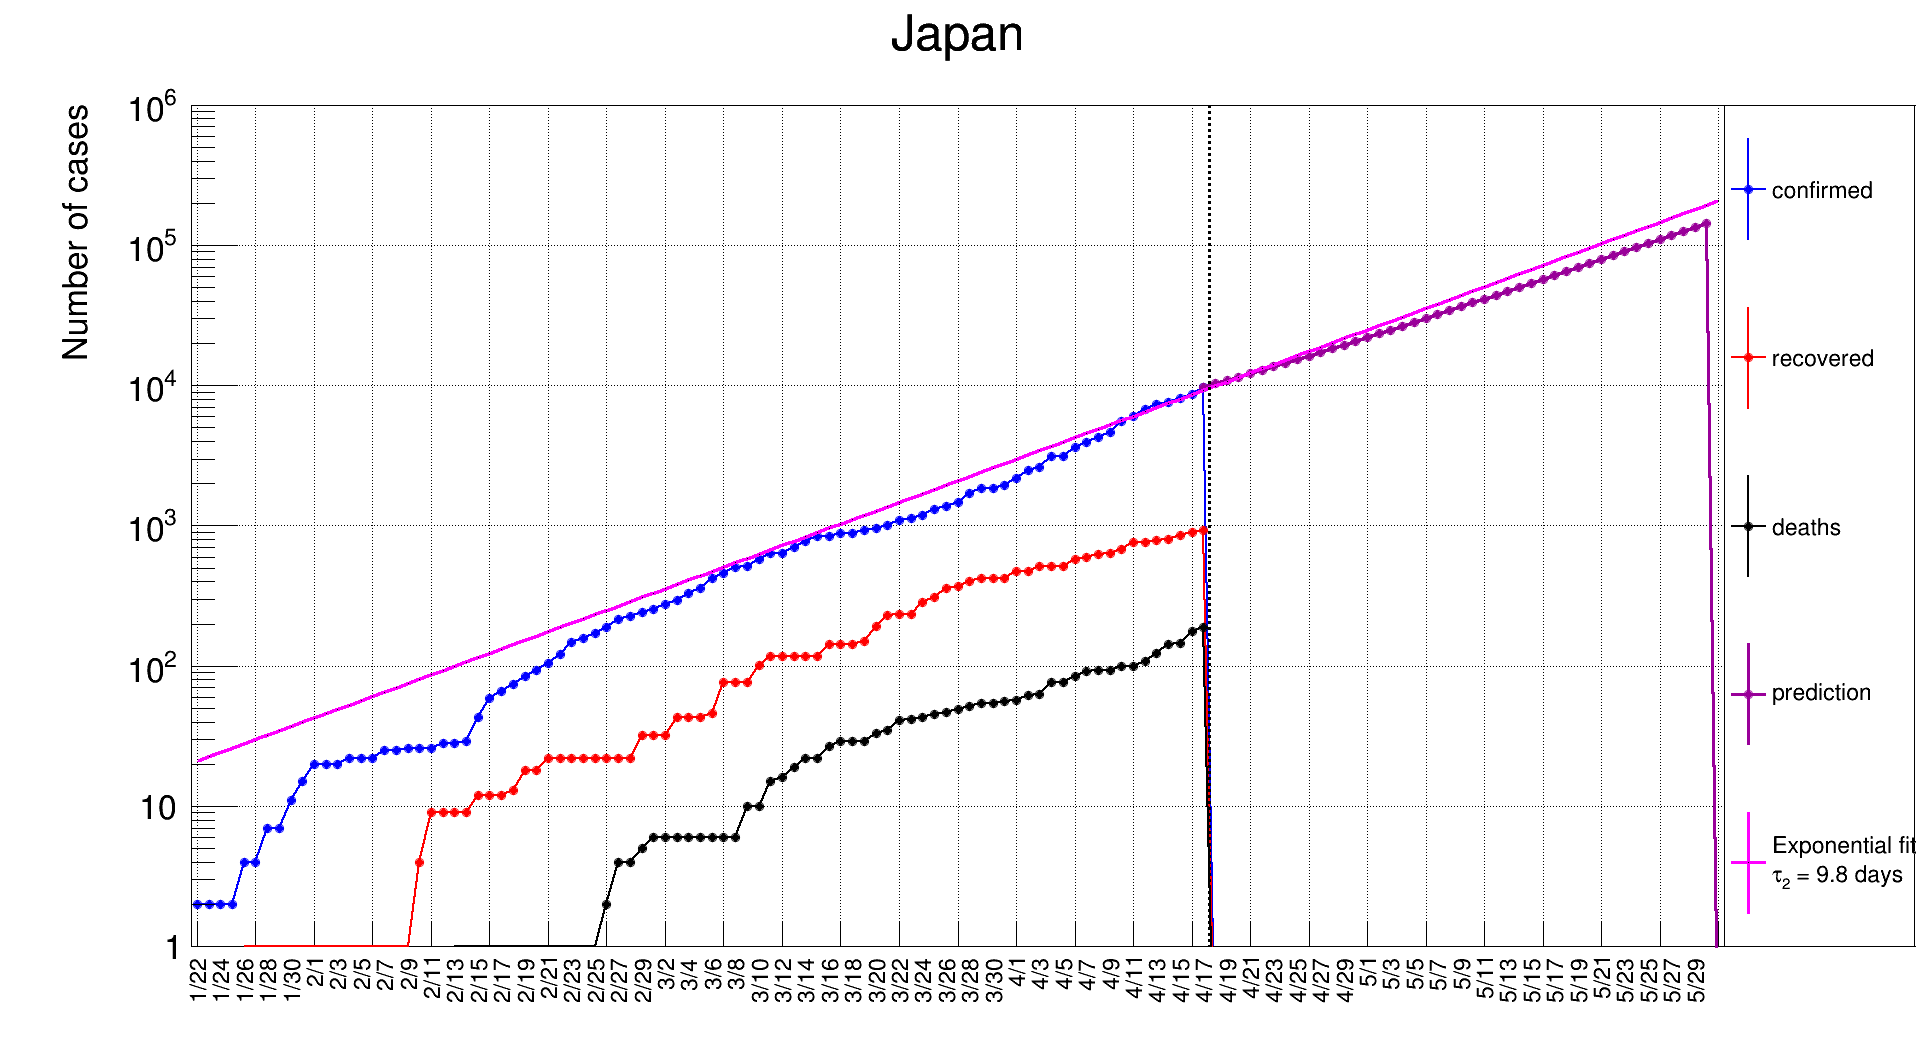 Japan
Number of cases
10^6
10^5
10^4
10^3
10^2
10
1
1/22 1/24 1/26 1/28 1/30 2/1 2/3 2/5 2/7 2/9 2/11 2/13 2/15 2/17 2/19 2/21 2/23 2/25 2/27 2/29 3/2 3/4 3/6 3/8 3/10 3/12 3/14 3/16 3/18 3/20 3/22 3/24 3/26 3/28 3/30 4/1 4/3 4/5 4/7 4/9 4/11 4/13 4/15 4/17 4/19 4/21 4/23 4/25 4/27 4/29 5/1 5/3 5/5 5/7 5/9 5/11 5/13 5/15 5/17 5/19 5/21 5/23 5/25 5/27 5/29
confirmed
recovered
deaths
prediction
Exponential fit
τ₂ = 9.8 days